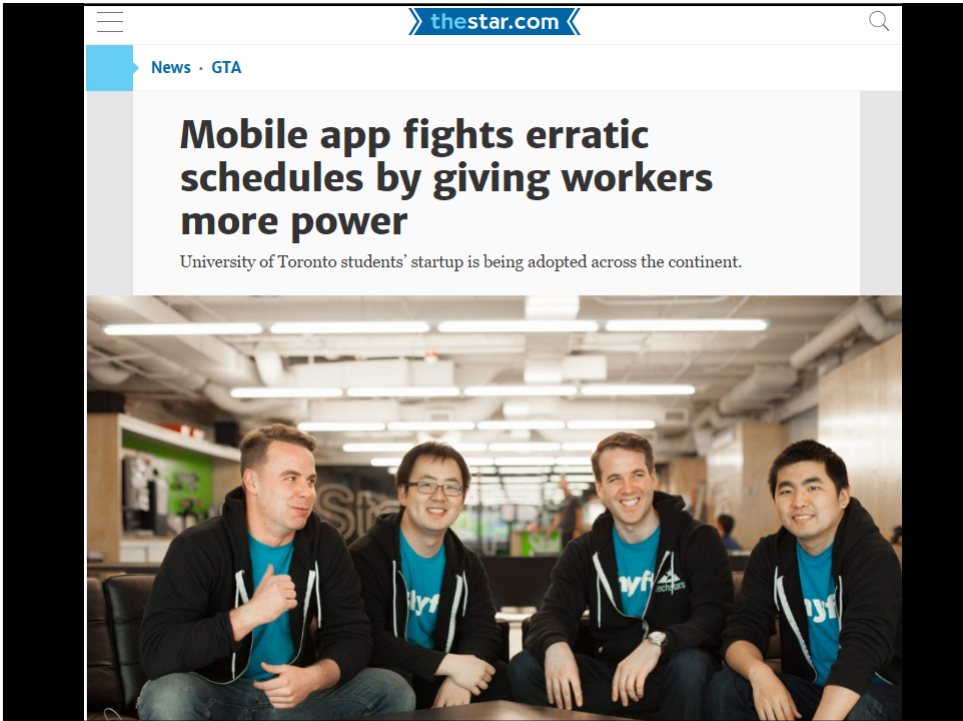 thestar.com
News · GTA
Mobile app fights erratic
schedules by giving workers
more power
University of Toronto students’ startup is being adopted across the continent.
techstars